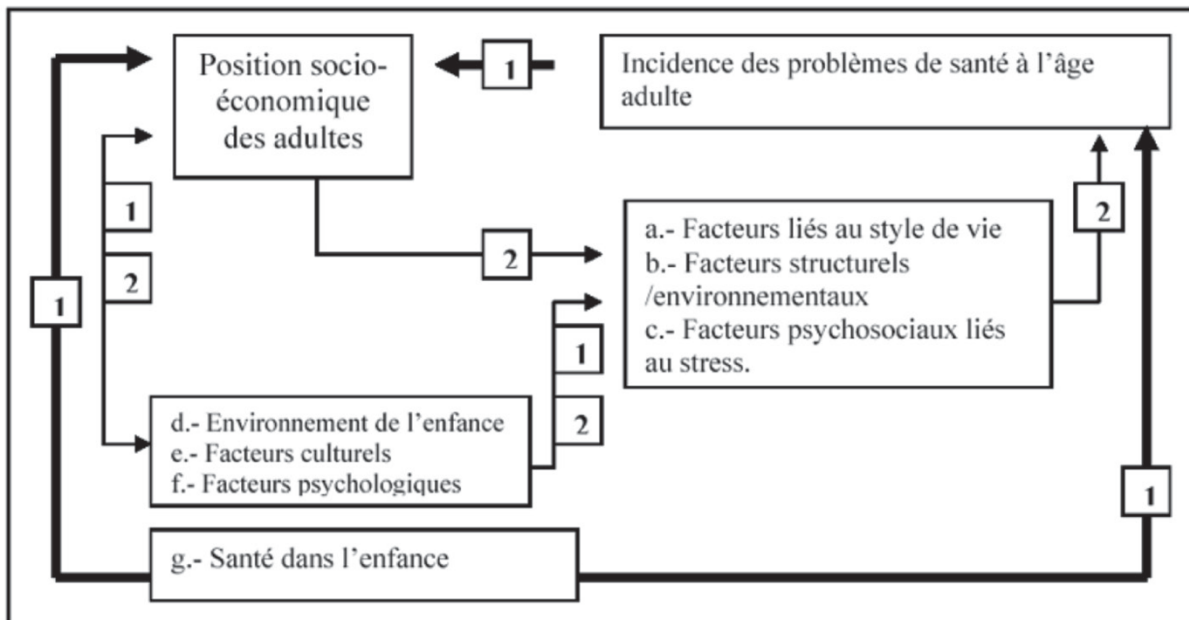 Position socio-
économique
des adultes
1
Incidence des problèmes de santé à l'âge
adulte
1
2
1
2
a.- Facteurs liés au style de vie
b.- Facteurs structurels
/environnementaux
c.- Facteurs psychosociaux liés
au stress.
2
1
2
d.- Environnement de l'enfance
e.- Facteurs culturels
f.- Facteurs psychologiques
1
g.- Santé dans l'enfance